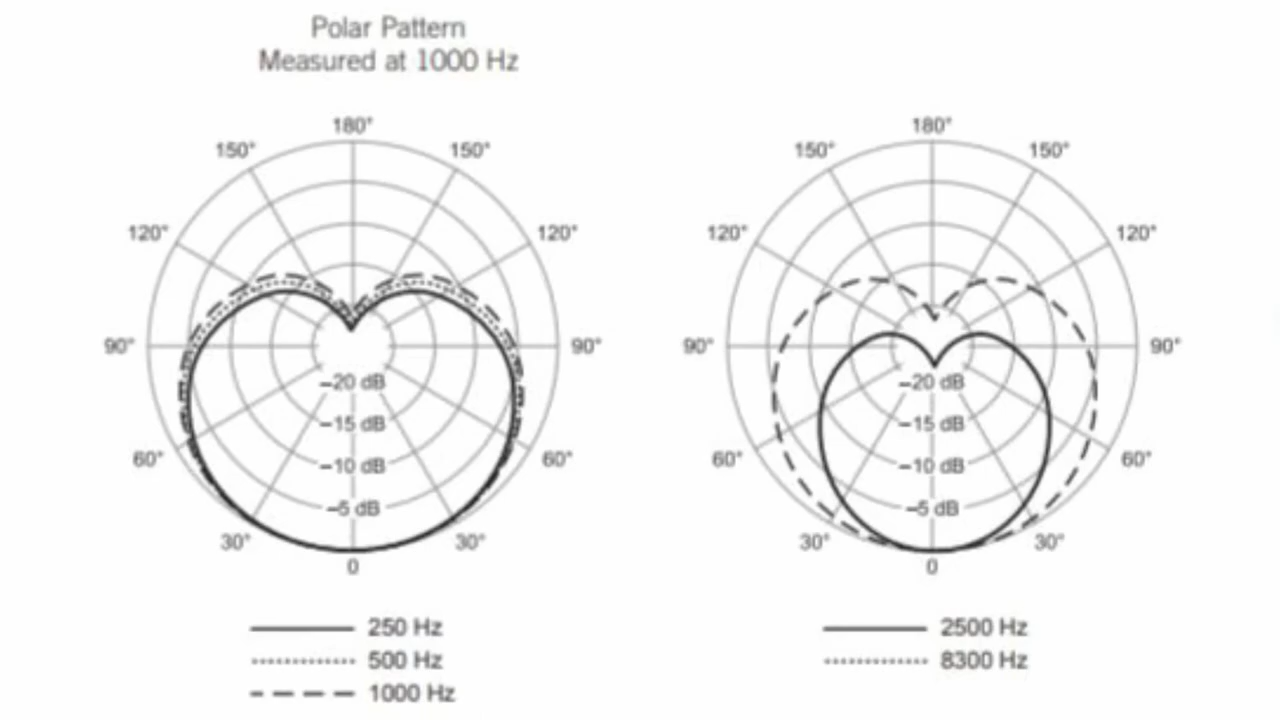 Polar Pattern
Measured at 1000 Hz
180°
150° 150°
120° 120°
90° 90°
60° 60°
30° 30°
0
−20 dB
−15 dB
−10 dB
−5 dB
250 Hz
500 Hz
1000 Hz
180°
150° 150°
120° 120°
90° 90°
60° 60°
30° 30°
0
−20 dB
−15 dB
−10 dB
−5 dB
2500 Hz
8300 Hz